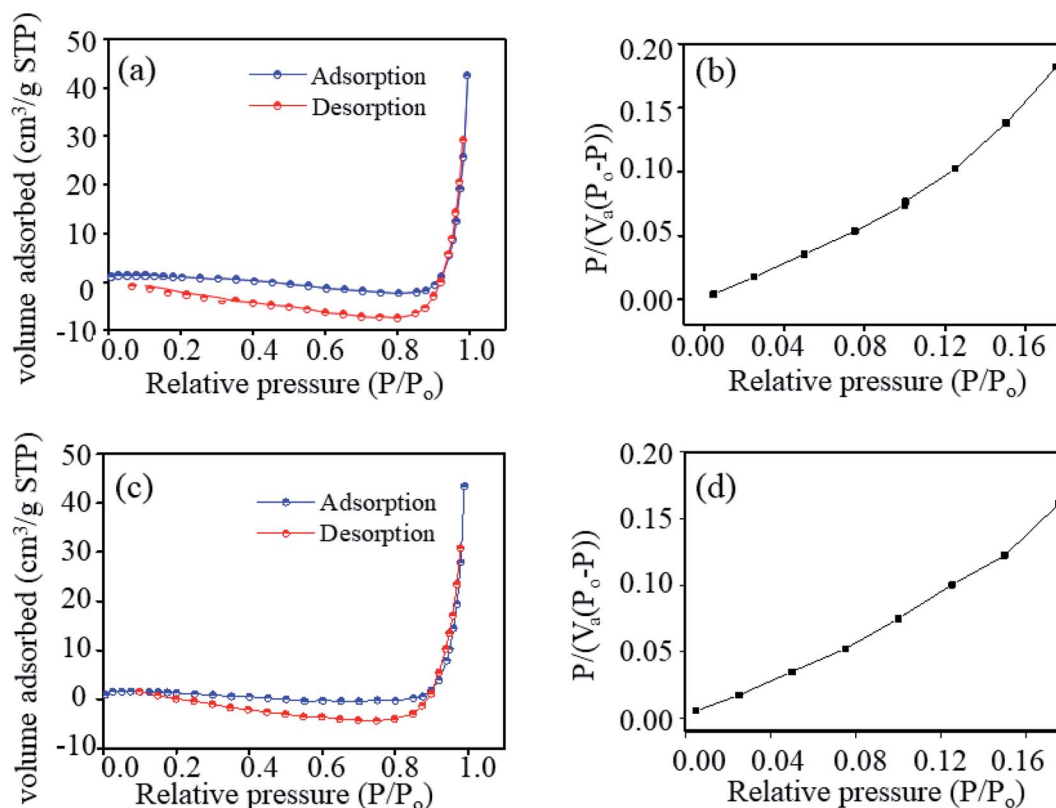 (a)
Adsorption
Desorption
volume adsorbed (cm³/g STP)
50
40
30
20
10
0
-10
0.0 0.2 0.4 0.6 0.8 1.0
Relative pressure (P/Pₒ)
(b)
P/(Vₐ(Pₒ-P))
0.20
0.15
0.10
0.05
0.00
0.00 0.04 0.08 0.12 0.16
Relative pressure (P/Pₒ)
(c)
Adsorption
Desorption
volume adsorbed (cm³/g STP)
50
40
30
20
10
0
-10
0.0 0.2 0.4 0.6 0.8 1.0
Relative pressure (P/Pₒ)
(d)
P/(Vₐ(Pₒ-P))
0.20
0.15
0.10
0.05
0.00
0.00 0.04 0.08 0.12 0.16
Relative pressure (P/Pₒ)